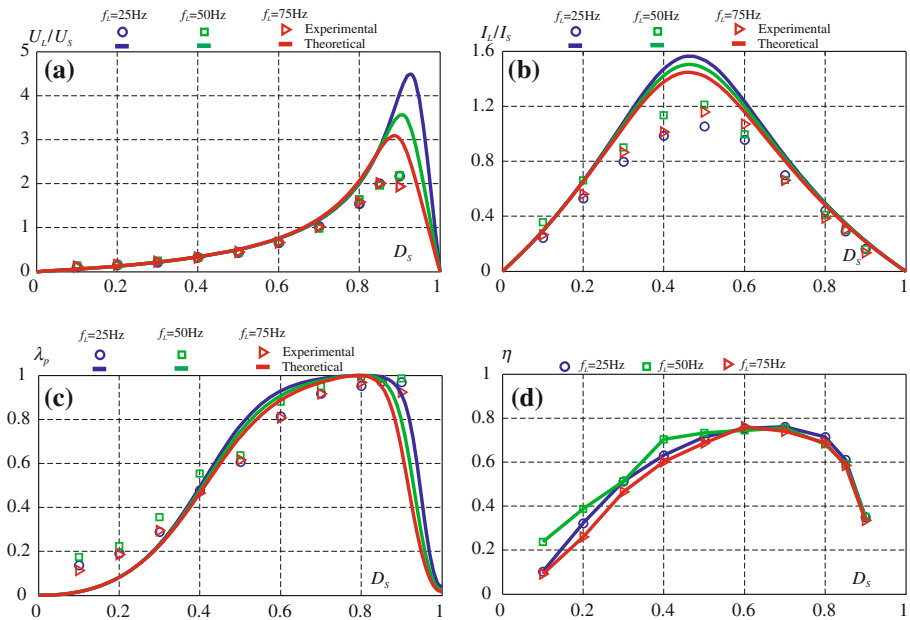 f_L=25Hz f_L=50Hz f_L=75Hz
U_L/U_S Experimental
Theoretical
(a)
5
4
3
2
1
0
D_S
0 0.2 0.4 0.6 0.8 1
f_L=25Hz f_L=50Hz f_L=75Hz
I_L/I_S Experimental
Theoretical
(b)
1.6
1.2
0.8
0.4
0
D_S
0 0.2 0.4 0.6 0.8 1
f_L=25Hz f_L=50Hz f_L=75Hz
λ_p Experimental
Theoretical
(c)
1
0.8
0.6
0.4
0.2
0
D_S
0 0.2 0.4 0.6 0.8 1
η f_L=25Hz f_L=50Hz f_L=75Hz
(d)
1
0.8
0.6
0.4
0.2
0
D_S
0 0.2 0.4 0.6 0.8 1